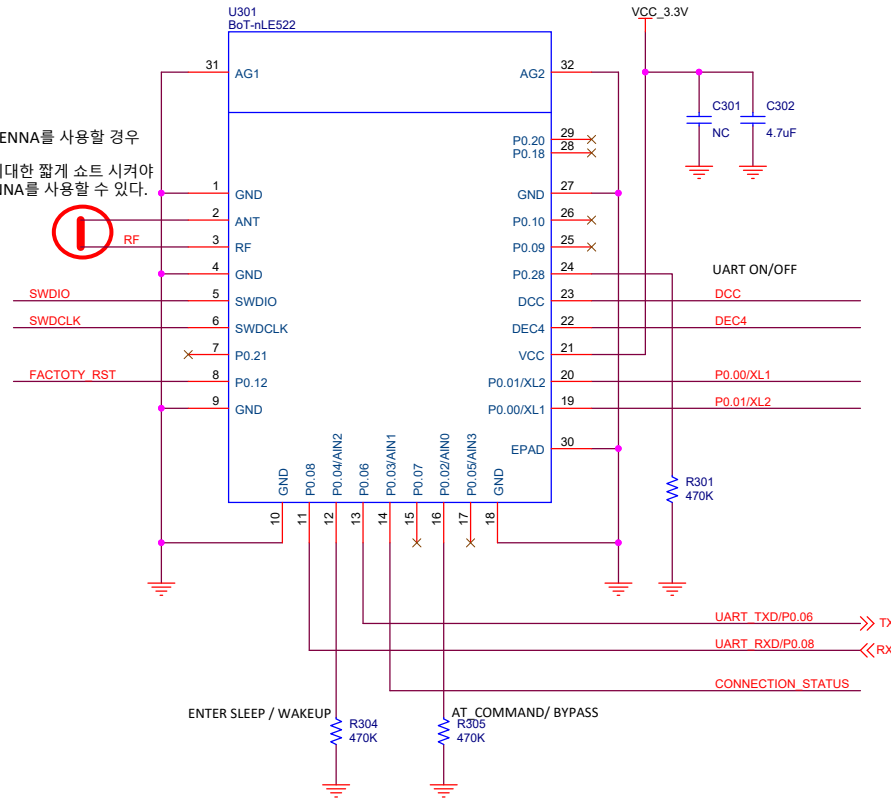 U301
BoT-nLE522
VCC_3.3V
31
AG1
AG2
32
C301
NC
C302
4.7uF
ENNA를 사용할 경우
대한 짧게 쇼트 시켜야
NNA를 사용할 수 있다.
P0.20
29
P0.18
28
1
GND
GND
27
2
ANT
P0.10
26
RF
3
RF
P0.09
25
4
GND
P0.28
24
UART ON/OFF
SWDIO
5
SWDIO
DCC
23
DCC
SWDCLK
6
SWDCLK
DEC4
22
DEC4
7
P0.21
VCC
21
FACTOTY_RST
8
P0.12
P0.01/XL2
20
P0.00/XL1
9
GND
P0.00/XL1
19
P0.01/XL2
EPAD
30
GND
P0.08
P0.04/AIN2
P0.06
P0.03/AIN1
P0.07
P0.02/AIN0
P0.05/AIN3
GND
10
11
12
13
14
15
16
17
18
R301
470K
UART_TXD/P0.06
TX
UART_RXD/P0.08
RX
CONNECTION_STATUS
ENTER SLEEP / WAKEUP
R304
470K
AT_COMMAND/ BYPASS
R305
470K